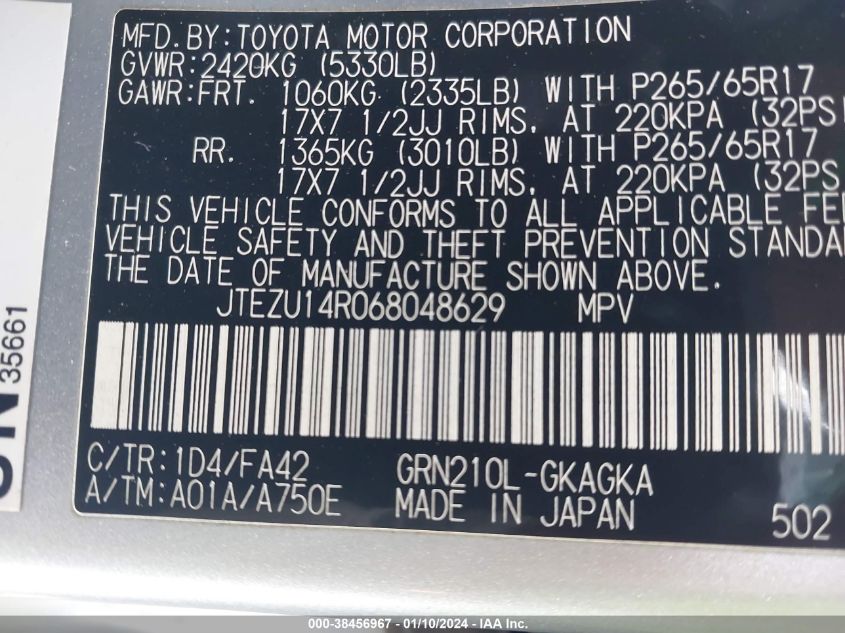 MFD.BY:TOYOTA MOTOR CORPORATION
GVWR:2420KG (5330LB)
GAWR:FRT. 1060KG (2335LB) WITH P265/65R17
17X7 1/2JJ RIMS, AT 220KPA (32PSI
RR. 1365KG (3010LB) WITH P265/65R17
17X7 1/2JJ RIMS, AT 220KPA (32PS
THIS VEHICLE CONFORMS TO ALL APPLICABLE FE
VEHICLE SAFETY AND THEFT PREVENTION STANDA
THE DATE OF MANUFACTURE SHOWN ABOVE.
JTEZU14R068048629 MPV
C/TR:1D4/FA42 GRN210L-GKAGKA
A/TM:A01A/A750E MADE IN JAPAN 502
35661
000-38456967 - 01/10/2024 - IAA Inc.